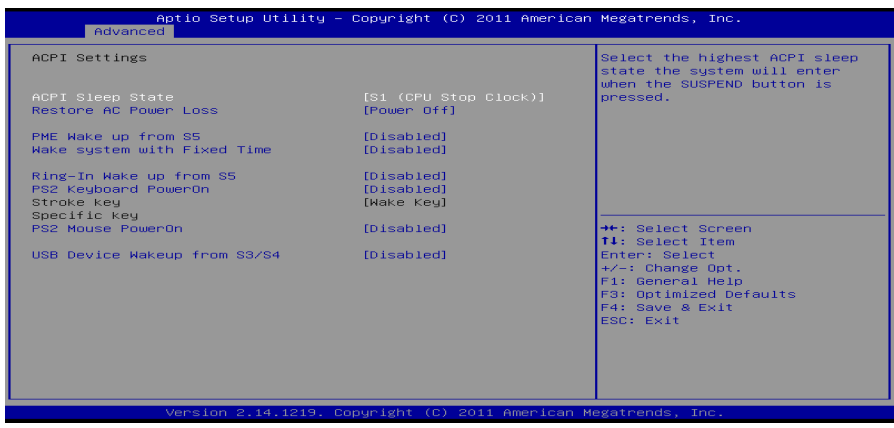 Aptio Setup Utility – Copyright (C) 2011 American Megatrends, Inc.
Advanced
ACPI Settings
ACPI Sleep State [S1 (CPU Stop Clock)]
Restore AC Power Loss [Power Off]
PME Wake up from S5 [Disabled]
Wake system with Fixed Time [Disabled]
Ring-In Wake up from S5 [Disabled]
PS2 Keyboard PowerOn [Disabled]
Stroke key [Wake Key]
Specific key
PS2 Mouse PowerOn [Disabled]
USB Device Wakeup from S3/S4 [Disabled]
Select the highest ACPI sleep
state the system will enter
when the SUSPEND button is
pressed.
→←: Select Screen
↑↓: Select Item
Enter: Select
+/-: Change Opt.
F1: General Help
F3: Optimized Defaults
F4: Save & Exit
ESC: Exit
Version 2.14.1219. Copyright (C) 2011 American Megatrends, Inc.